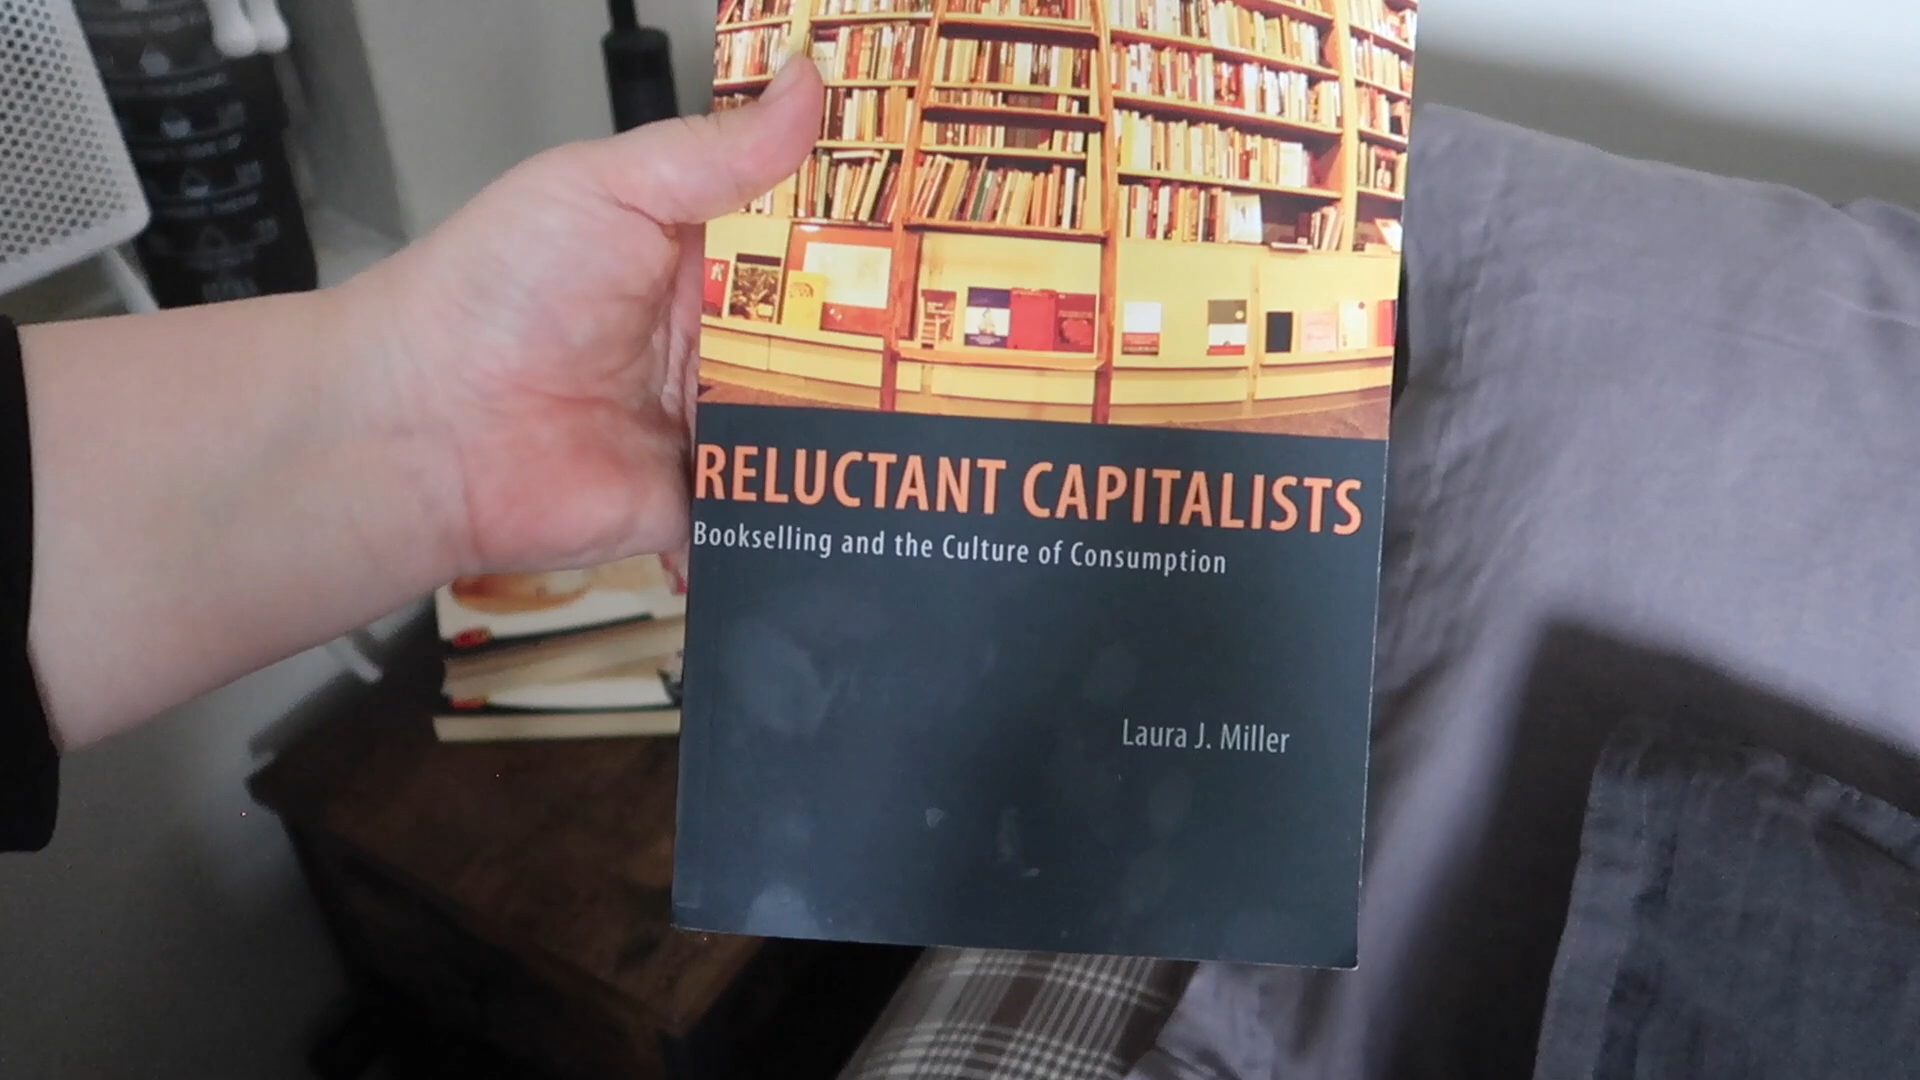 RELUCTANT CAPITALISTS
Bookselling and the Culture of Consumption
Laura J. Miller